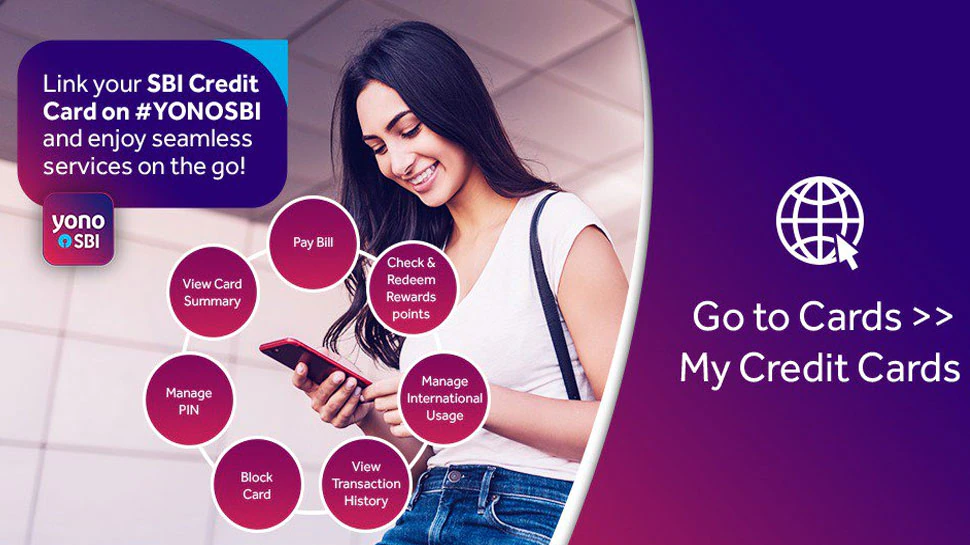 Link your SBI Credit
Card on #YONOSBI
and enjoy seamless
services on the go!
yono
SBI
Pay Bill
Check &
Redeem
Rewards
points
Manage
International
Usage
View
Transaction
History
Block
Card
Manage
PIN
View Card
Summary
Go to Cards >>
My Credit Cards